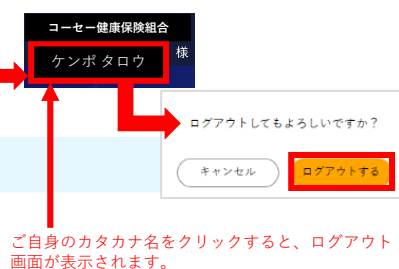 コーセー健康保険組合
ケンポ タロウ 様
ログアウトしてもよろしいですか？
キャンセル ログアウトする
ご自身のカタカナ名をクリックすると、ログアウト
画面が表示されます。